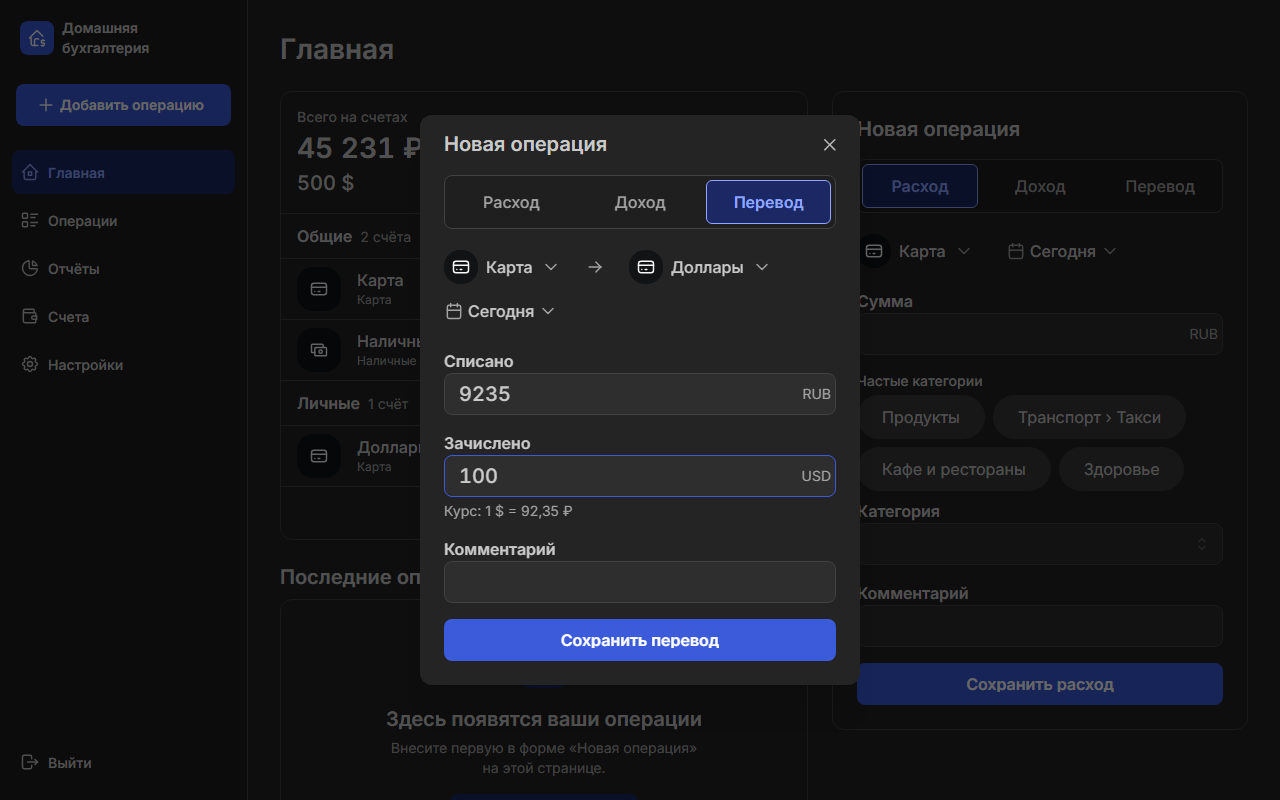 Домашняя
бухгалтерия
Добавить операцию
Главная
Операции
Отчёты
Счета
Настройки
Выйти
Главная
Всего на счетах
45 231 ₽
500 $
Общие 2 счёта
Карта
Карта
Наличные
Личные 1 счёт
Карта
Последние
Здесь появятся ваши операции
Внесите первую в форме «Новая операция»
на этой странице.
Новая операция
Расход Доход Перевод
Карта → Доллары
Сегодня
Списано
9235 RUB
Зачислено
100 USD
Курс: 1 $ = 92,35 ₽
Комментарий
Сохранить перевод
Новая операция
Расход Доход Перевод
Карта Сегодня
Сумма
RUB
Частые категории
Продукты Транспорт › Такси
Кафе и рестораны Здоровье
Категория
Комментарий
Сохранить расход